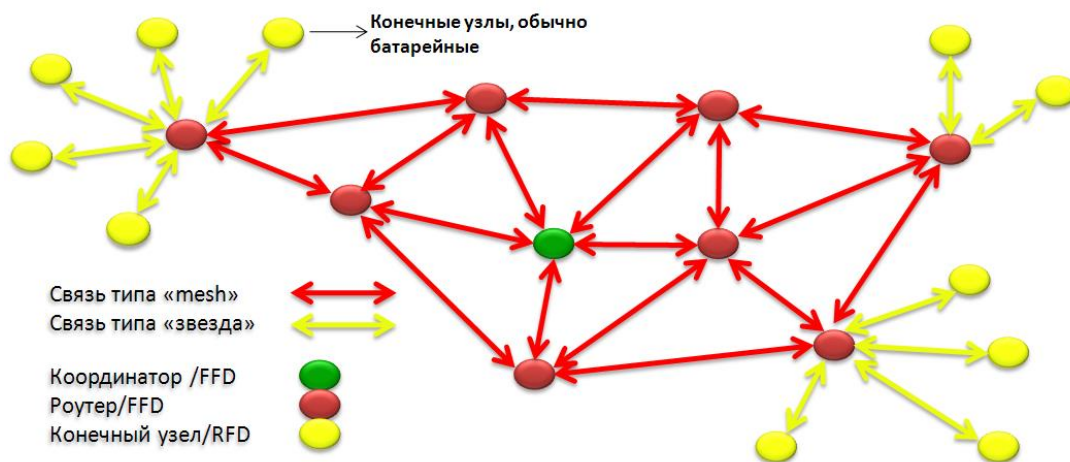 Конечные узлы, обычно
батарейные
Связь типа «mesh»
Связь типа «звезда»
Координатор /FFD
Роутер/FFD
Конечный узел/RFD